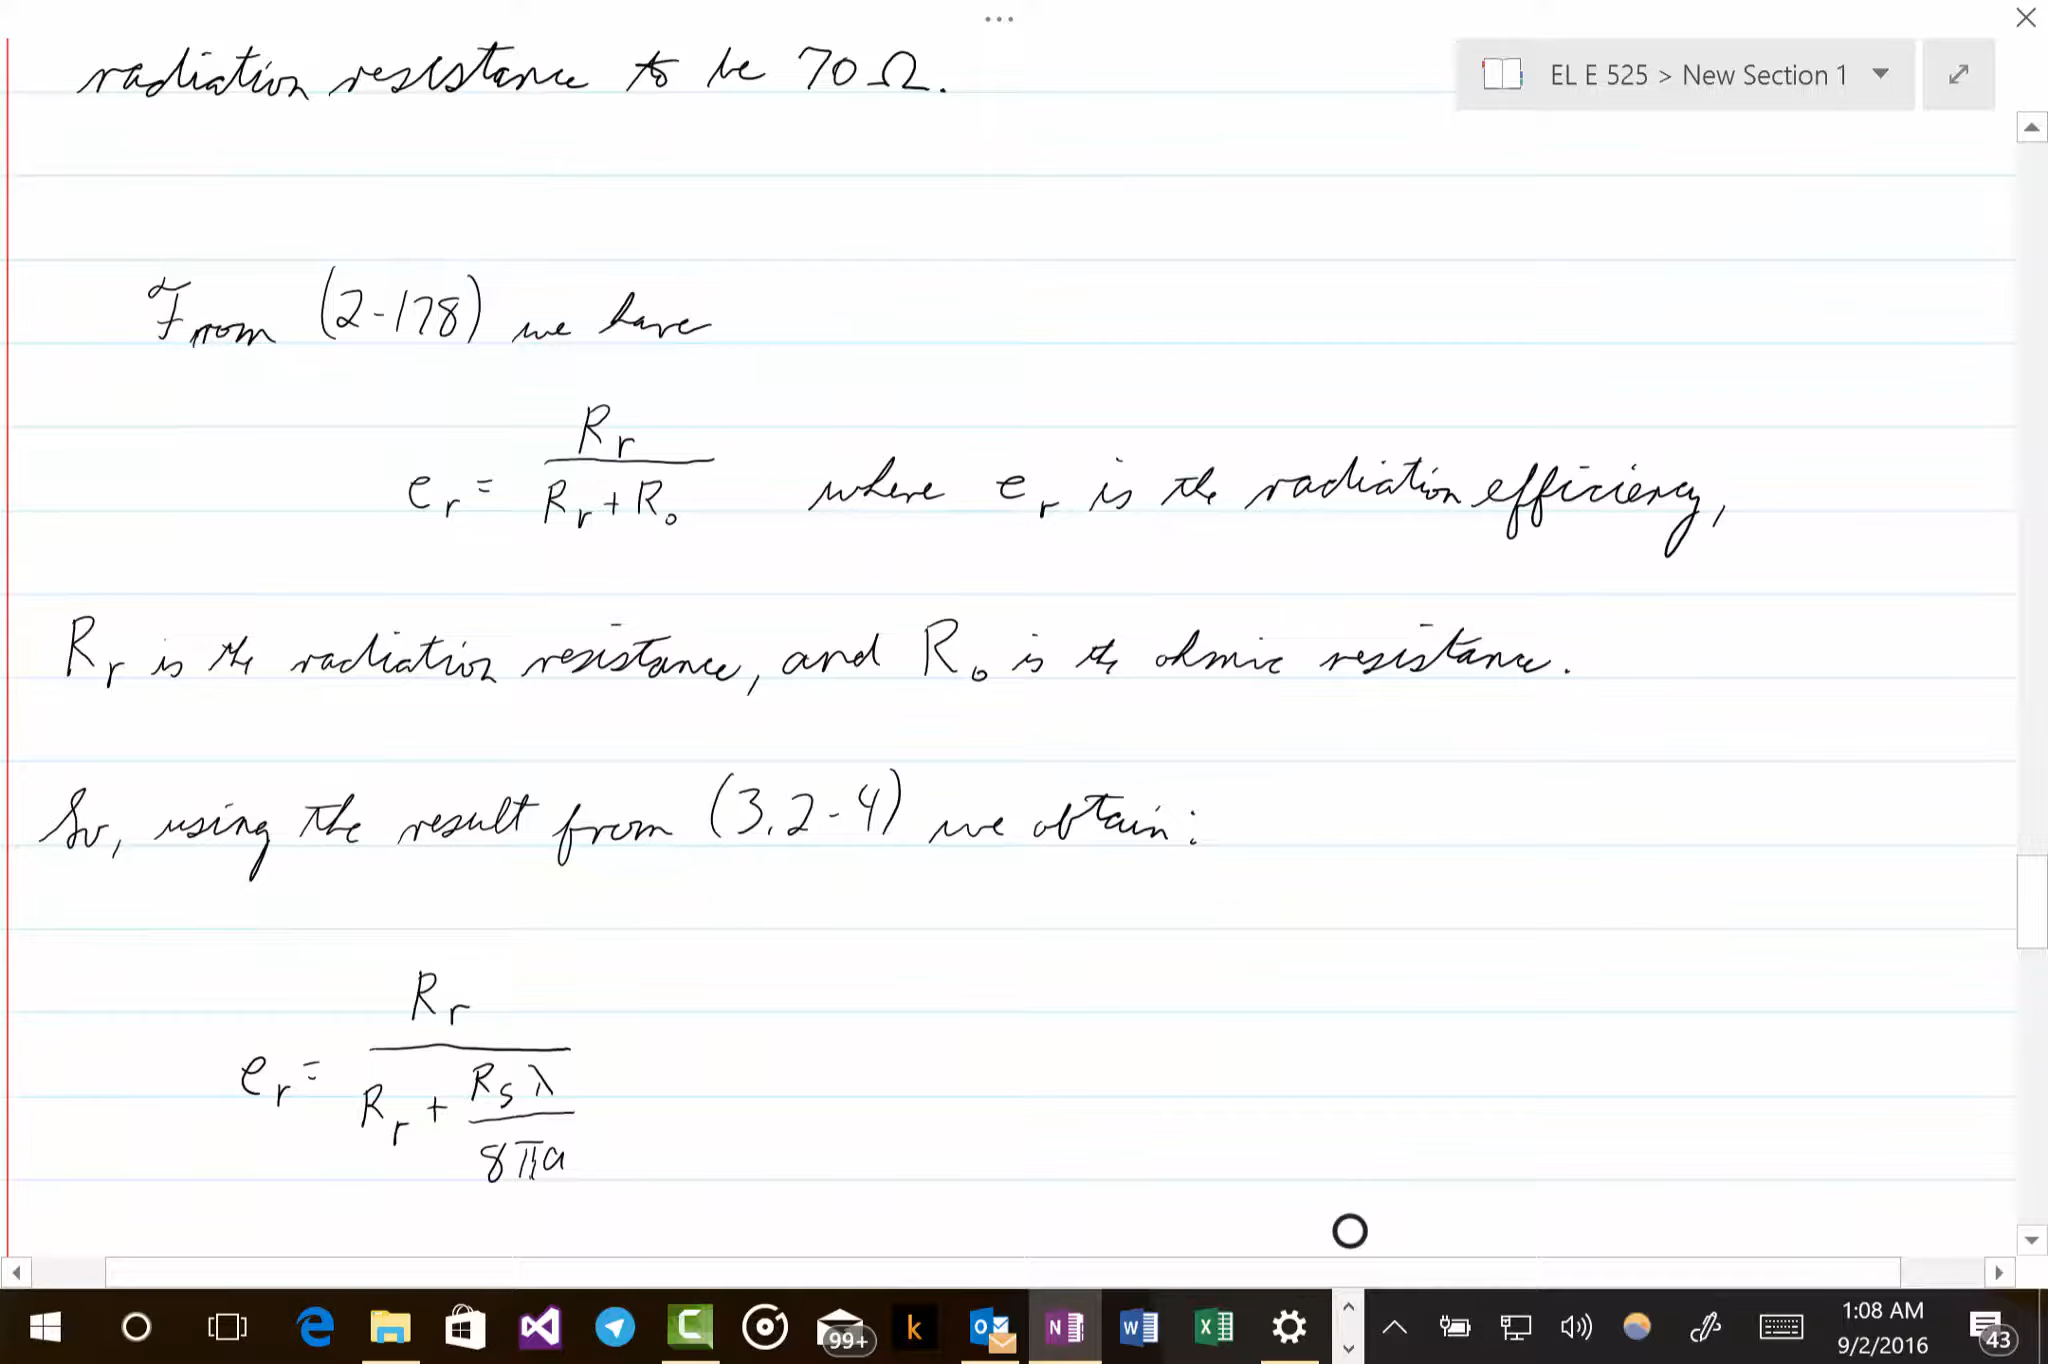 ...
radiation resistance to be 70 Ω.
EL E 525 > New Section 1
From (2-178) we have
e_r = R_r / (R_r + R_o) where e_r is the radiation efficiency,
R_r is the radiation resistance, and R_o is the ohmic resistance.
So, using the result from (3.2-4) we obtain:
e_r = R_r / (R_r + R_s λ / 8πa)
99+
k
1:08 AM
9/2/2016
43